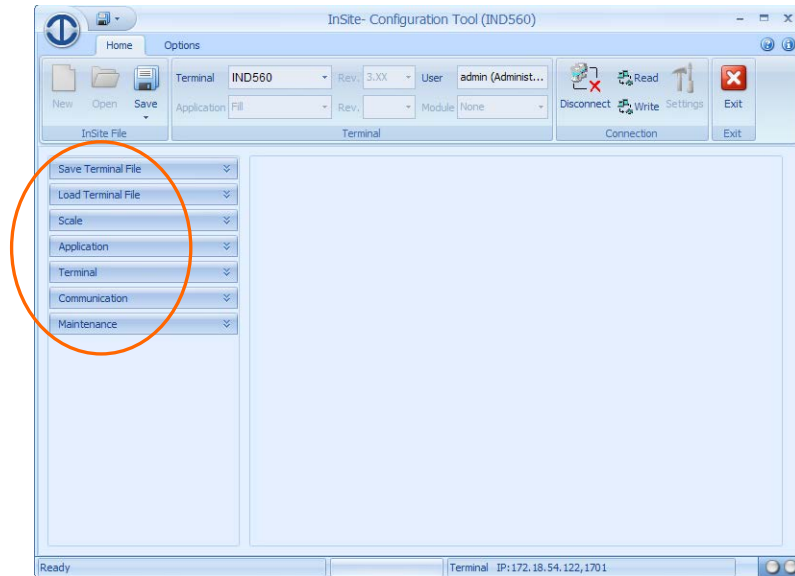 InSite- Configuration Tool (IND560)
Home Options
Terminal IND560 Rev. 3.XX User admin (Administ... Read
New Open Save Application Fill Rev. Module None Disconnect Write Settings Exit
InSite File Terminal Connection Exit
Save Terminal File
Load Terminal File
Scale
Application
Terminal
Communication
Maintenance
Ready Terminal IP:172.18.54.122,1701